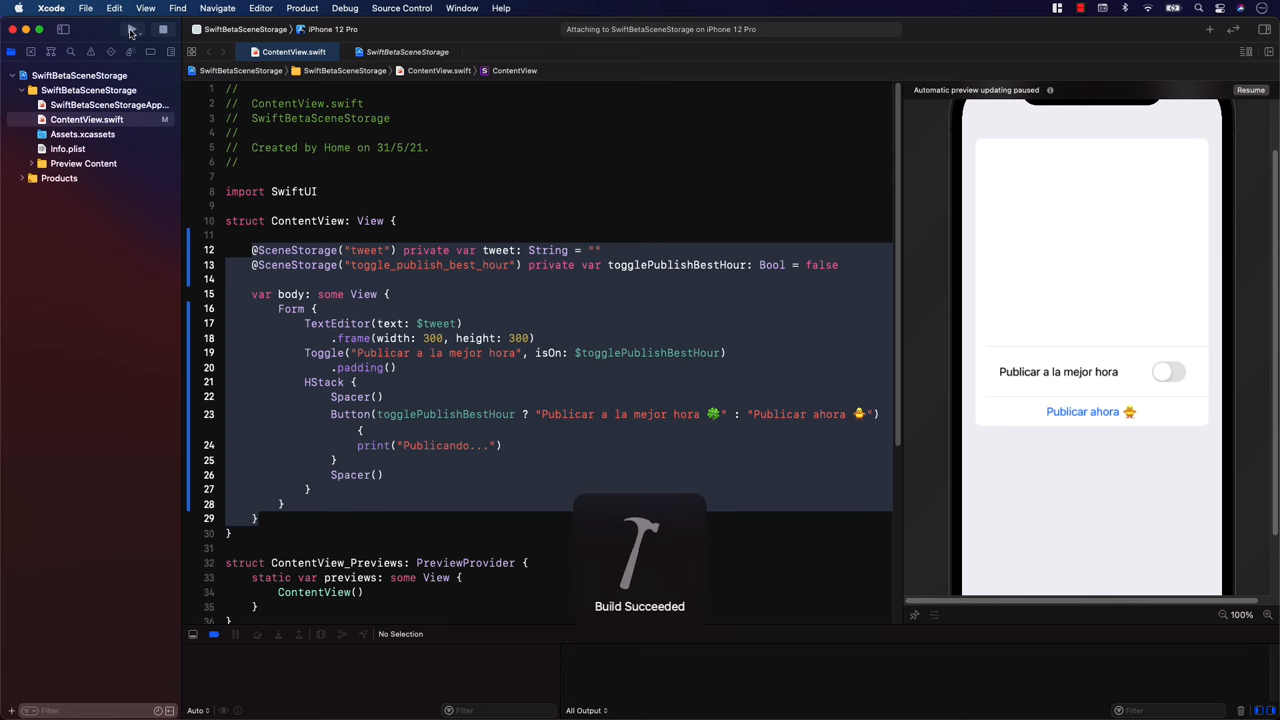 Xcode File Edit View Find Navigate Editor Product Debug Source Control Window Help
SwiftBetaSceneStorage iPhone 12 Pro
Attaching to SwiftBetaSceneStorage on iPhone 12 Pro
ContentView.swift SwiftBetaSceneStorage
SwiftBetaSceneStorage SwiftBetaSceneStorage ContentView.swift S ContentView
SwiftBetaSceneStorage
SwiftBetaSceneStorage
SwiftBetaSceneStorageApp...
ContentView.swift M
Assets.xcassets
Info.plist
Preview Content
Products
Filter
1 //
2 // ContentView.swift
3 // SwiftBetaSceneStorage
4 //
5 // Created by Home on 31/5/21.
6 //
7
8 import SwiftUI
9
10 struct ContentView: View {
11
12 @SceneStorage("tweet") private var tweet: String = ""
13 @SceneStorage("toggle_publish_best_hour") private var togglePublishBestHour: Bool = false
14
15 var body: some View {
16 Form {
17 TextEditor(text: $tweet)
18 .frame(width: 300, height: 300)
19 Toggle("Publicar a la mejor hora", isOn: $togglePublishBestHour)
20 .padding()
21 HStack {
22 Spacer()
23 Button(togglePublishBestHour ? "Publicar a la mejor hora 🍀" : "Publicar ahora 🐥")
{
24 print("Publicando...")
25 }
26 Spacer()
27 }
28 }
29 }
30 }
31
32 struct ContentView_Previews: PreviewProvider {
33 static var previews: some View {
34 ContentView()
35 }
36 }
Build Succeeded
Automatic preview updating paused Resume
Publicar a la mejor hora
Publicar ahora 🐥
100%
No Selection
Auto Filter
All Output Filter